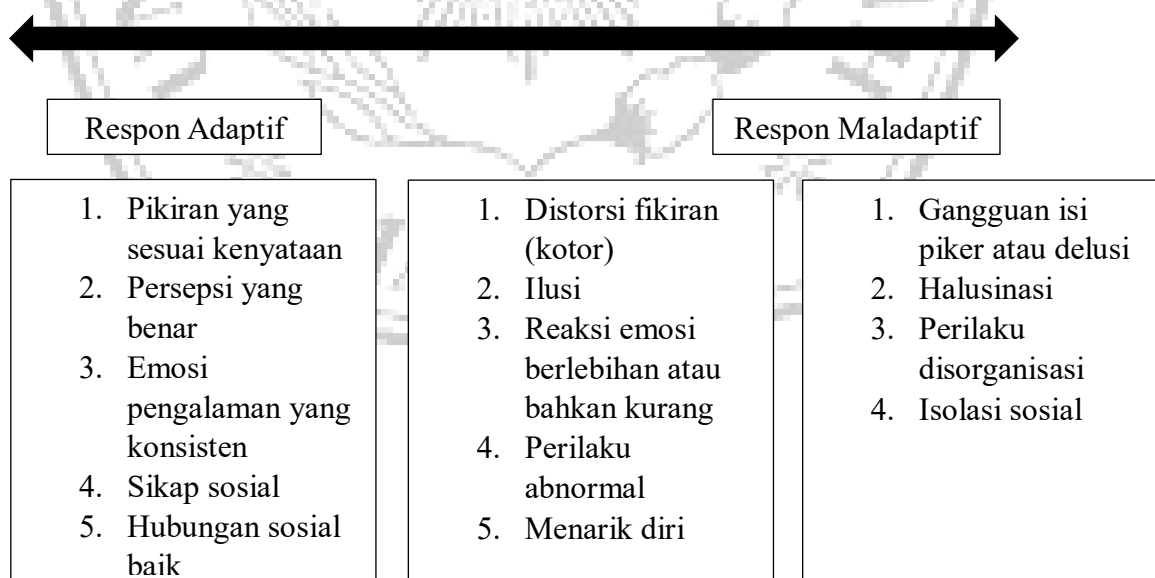 Respon Adaptif
Respon Maladaptif
1. Pikiran yang
sesuai kenyataan
2. Persepsi yang
benar
3. Emosi
pengalaman yang
konsisten
4. Sikap sosial
5. Hubungan sosial
baik
1. Distorsi fikiran
(kotor)
2. Ilusi
3. Reaksi emosi
berlebihan atau
bahkan kurang
4. Perilaku
abnormal
5. Menarik diri
1. Gangguan isi
piker atau delusi
2. Halusinasi
3. Perilaku
disorganisasi
4. Isolasi sosial